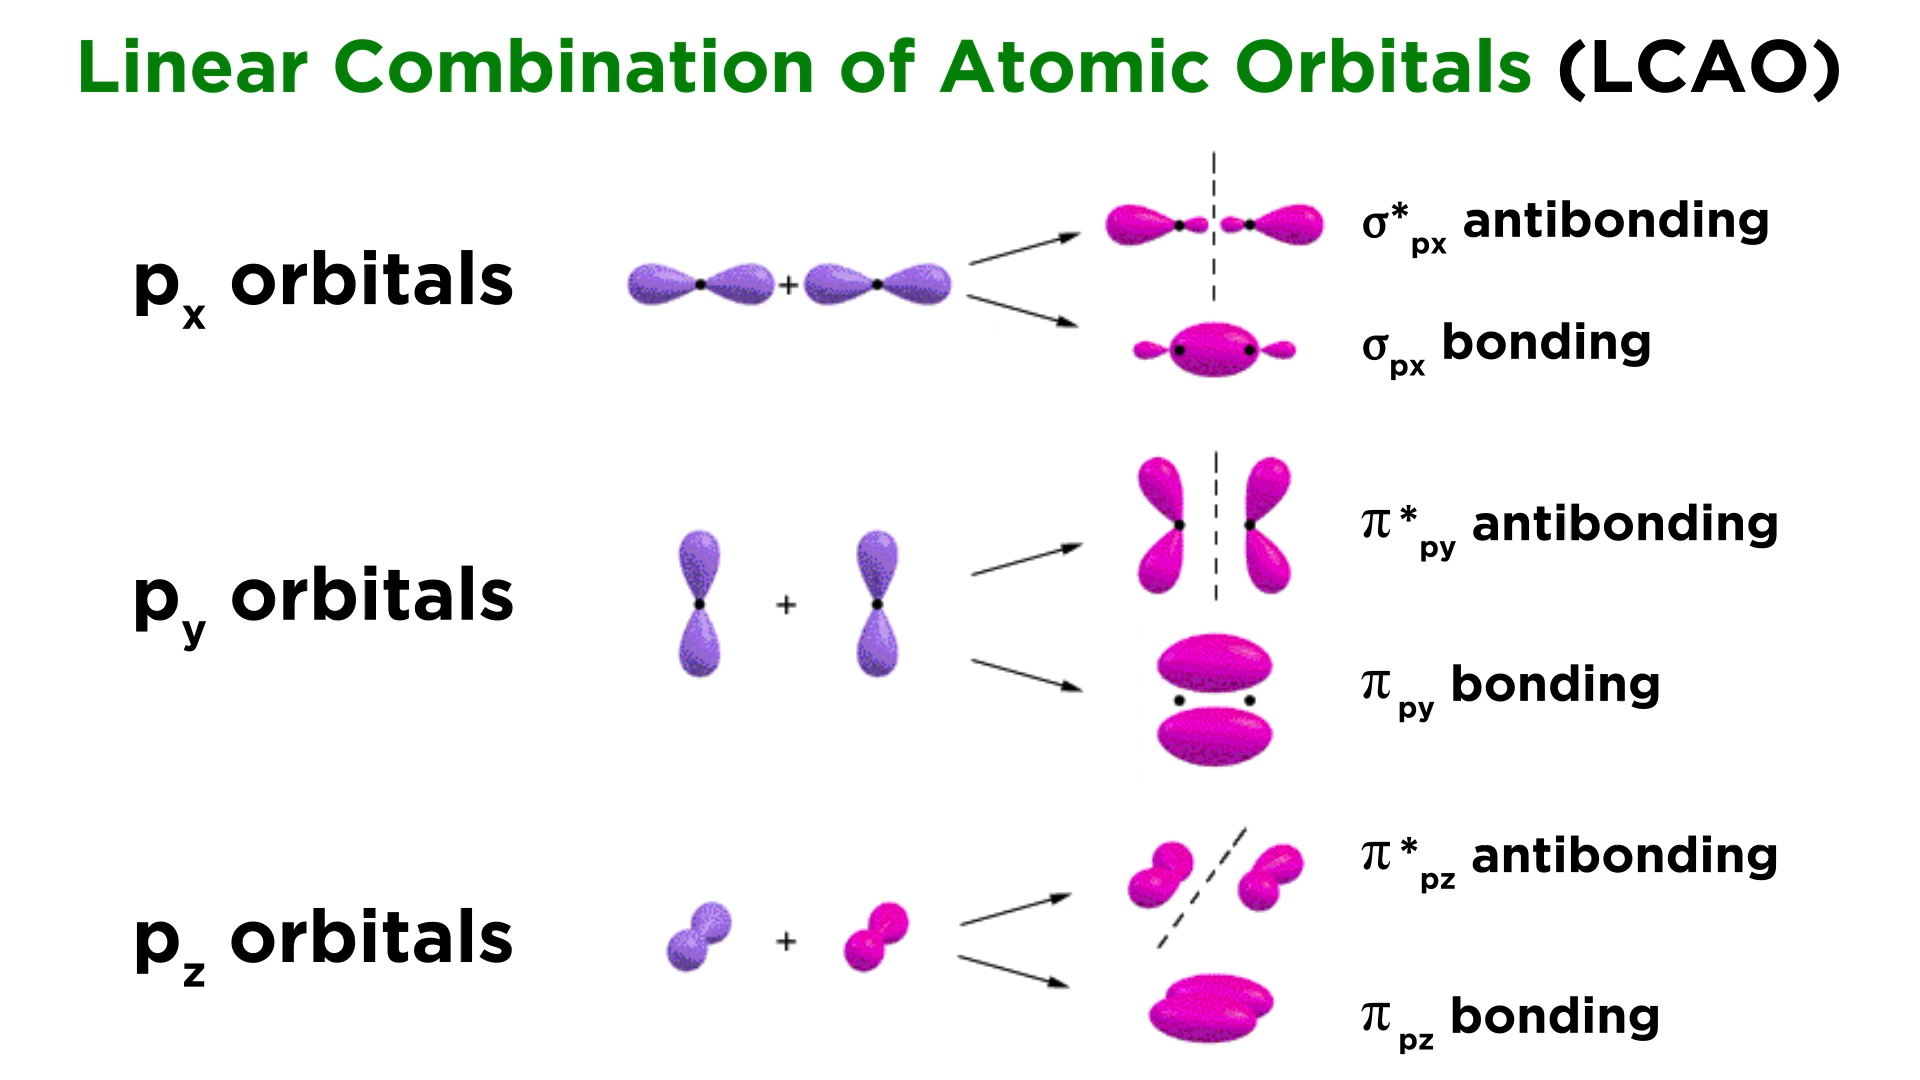 Linear Combination of Atomic Orbitals (LCAO)
σ*px antibonding
px orbitals
+
σpx bonding
π*py antibonding
py orbitals
+
πpy bonding
π*pz antibonding
pz orbitals
+
πpz bonding